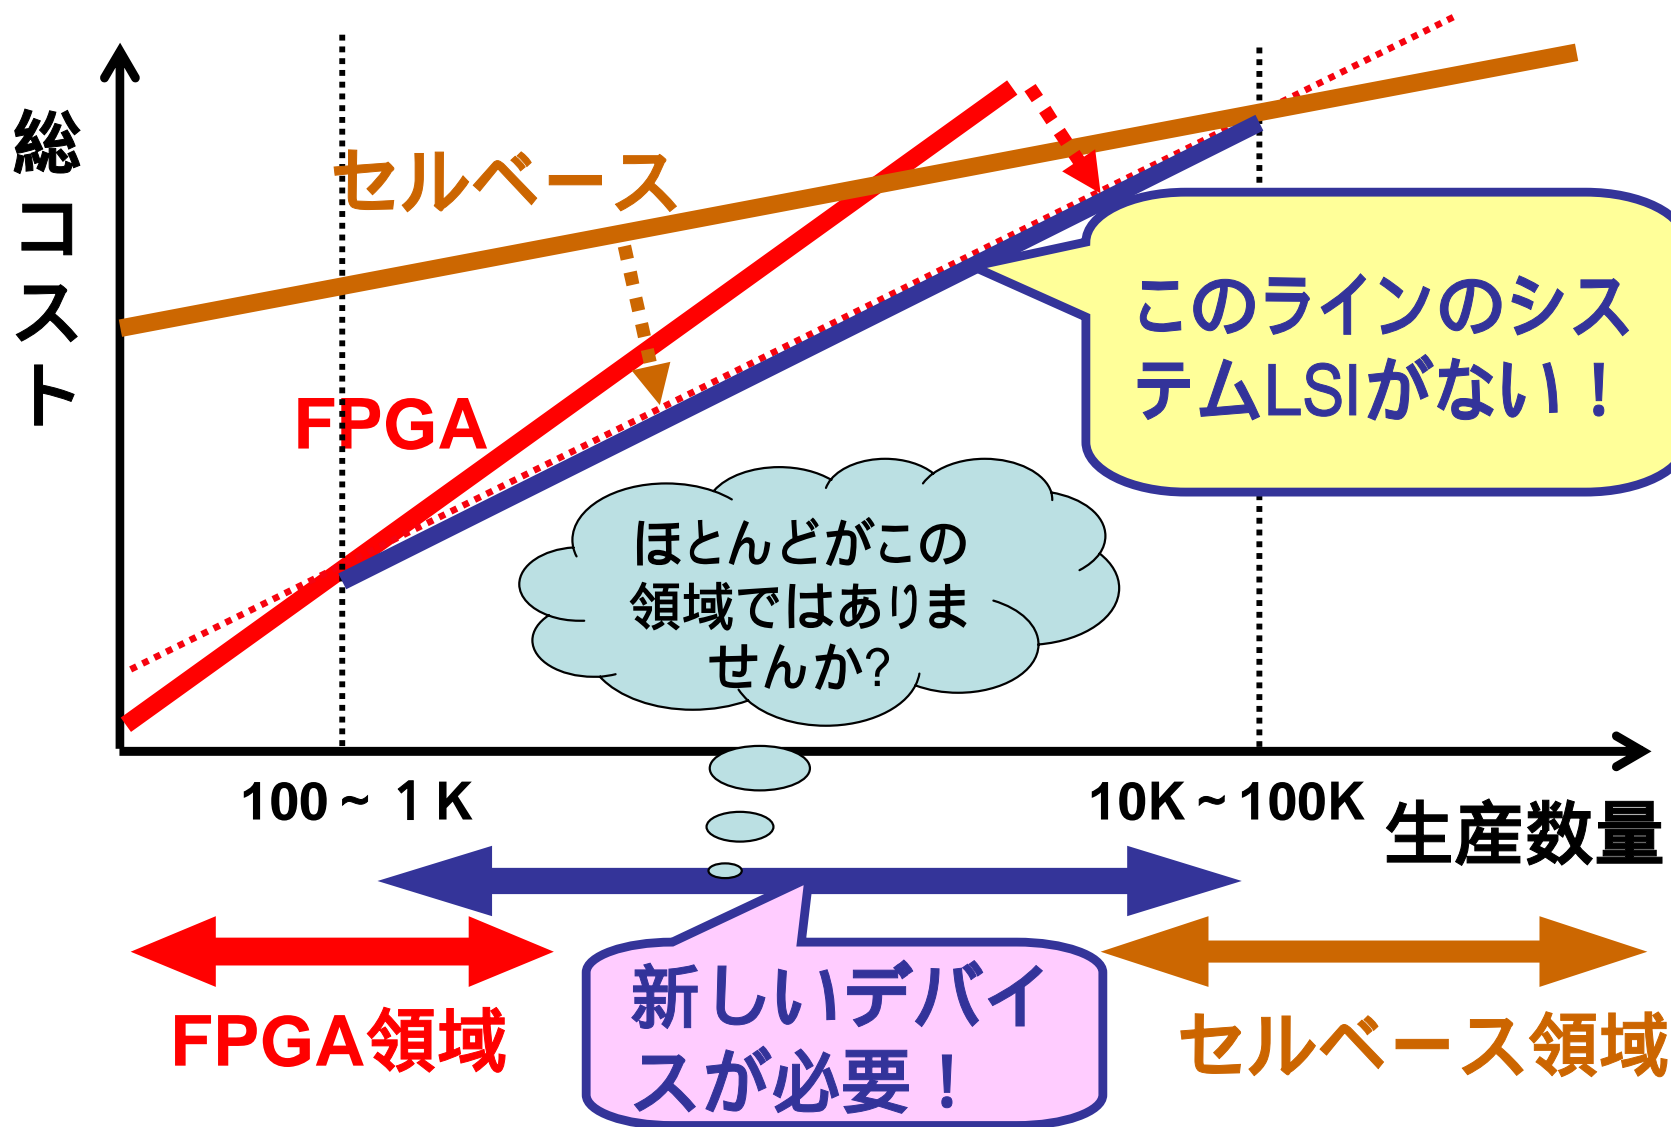 総コスト
セルベース
FPGA
このラインのシス
テムLSIがない！
ほとんどがこの
領域ではありま
せんか?
100～１K
10K～100K
生産数量
FPGA領域
新しいデバイ
スが必要！
セルベース領域